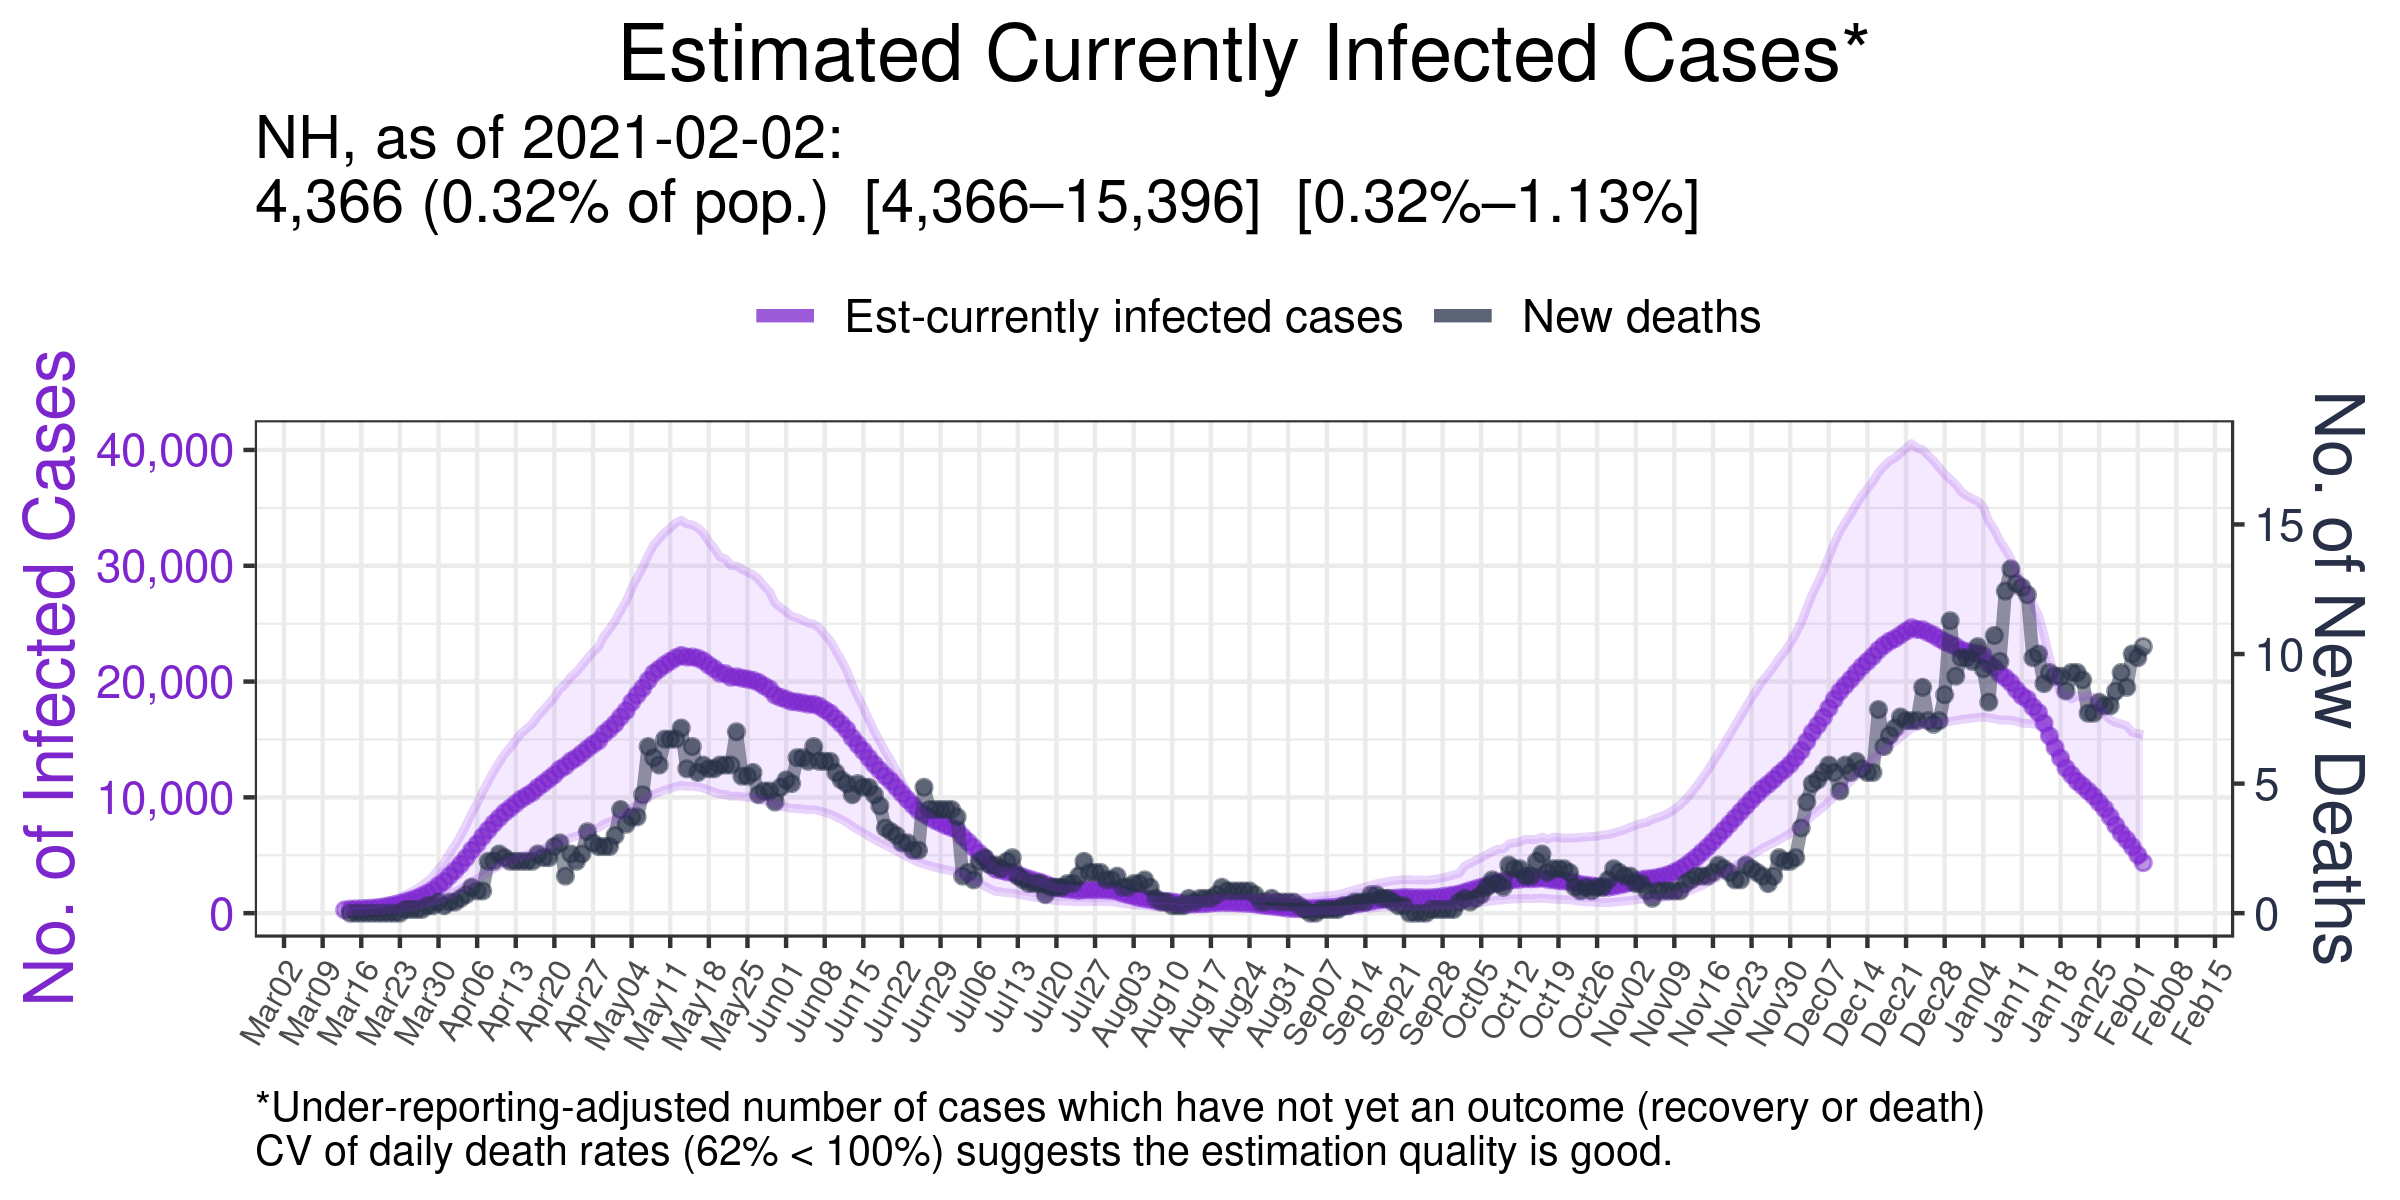 Estimated Currently Infected Cases*
NH, as of 2021-02-02:
4,366 (0.32% of pop.) [4,366–15,396] [0.32%–1.13%]
Est-currently infected cases New deaths
No. of Infected Cases
40,000
30,000
20,000
10,000
0
15
10
5
0
No. of New Deaths
Mar02 Mar09 Mar16 Mar23 Mar30 Apr06 Apr13 Apr20 Apr27 May04 May11 May18 May25 Jun01 Jun08 Jun15 Jun22 Jun29 Jul06 Jul13 Jul20 Jul27 Aug03 Aug10 Aug17 Aug24 Aug31 Sep07 Sep14 Sep21 Sep28 Oct05 Oct12 Oct19 Oct26 Nov02 Nov09 Nov16 Nov23 Nov30 Dec07 Dec14 Dec21 Dec28 Jan04 Jan11 Jan18 Jan25 Feb01 Feb08 Feb15
*Under-reporting-adjusted number of cases which have not yet an outcome (recovery or death)
CV of daily death rates (62% < 100%) suggests the estimation quality is good.